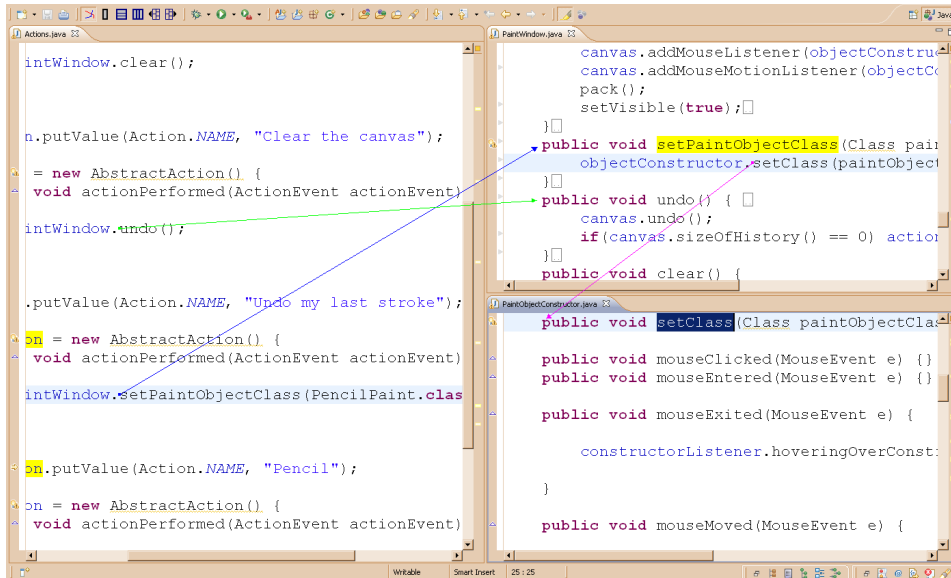 Java
Actions.java
intWindow.clear();
n.putValue(Action.NAME, "Clear the canvas");
= new AbstractAction() {
void actionPerformed(ActionEvent actionEvent)
intWindow.undo();
.putValue(Action.NAME, "Undo my last stroke");
on = new AbstractAction() {
void actionPerformed(ActionEvent actionEvent)
intWindow.setPaintObjectClass(PencilPaint.clas
on.putValue(Action.NAME, "Pencil");
on = new AbstractAction() {
void actionPerformed(ActionEvent actionEvent)
PaintWindow.java
canvas.addMouseListener(objectConstru
canvas.addMouseMotionListener(objectCo
pack();
setVisible(true);
}
public void setPaintObjectClass(Class pain
objectConstructor.setClass(paintObject
}
public void undo() {
canvas.undo();
if(canvas.sizeOfHistory() == 0) action
}
public void clear() {
PaintObjectConstructor.java
public void setClass(Class paintObjectClas
public void mouseClicked(MouseEvent e) {}
public void mouseEntered(MouseEvent e) {}
public void mouseExited(MouseEvent e) {
constructorListener.hoveringOverConst
}
public void mouseMoved(MouseEvent e) {
Writable Smart Insert 25 : 25